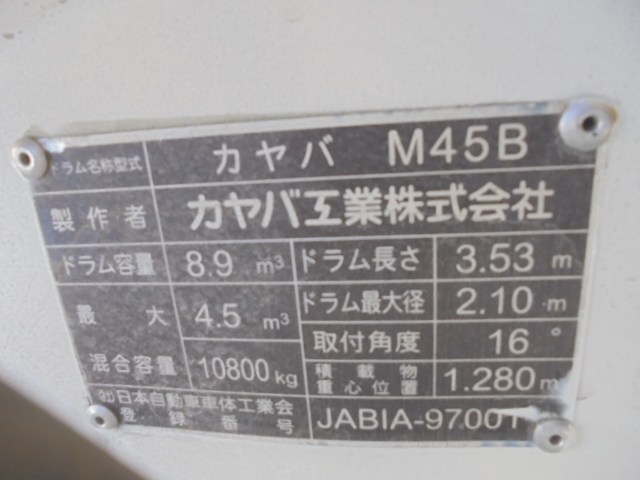 ドラム名称型式 カヤバ M45B
製作者 カヤバ工業株式会社
ドラム容量 8.9 m³ ドラム長さ 3.53 m
最大 4.5 m³ ドラム最大径 2.10 m
混合容量 10800kg 取付角度 16°
積載物重心位置 1.280m
㈳日本自動車車体工業会
登録番号 JABIA-97001